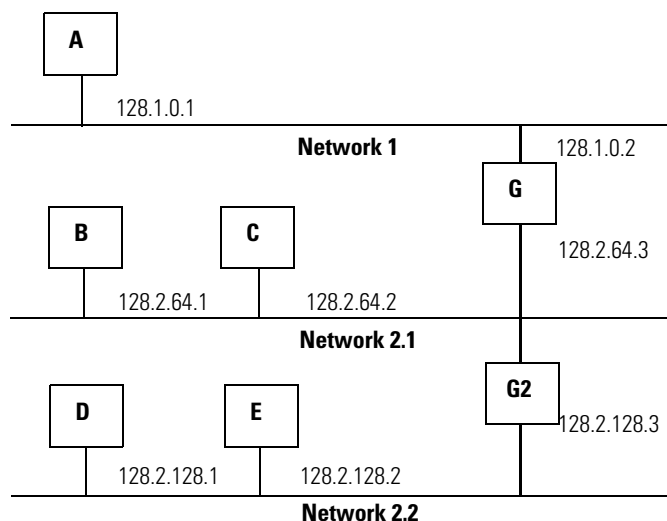 A
128.1.0.1
Network 1
128.1.0.2
G
B
C
128.2.64.3
128.2.64.1
128.2.64.2
Network 2.1
G2
D
E
128.2.128.3
128.2.128.1
128.2.128.2
Network 2.2